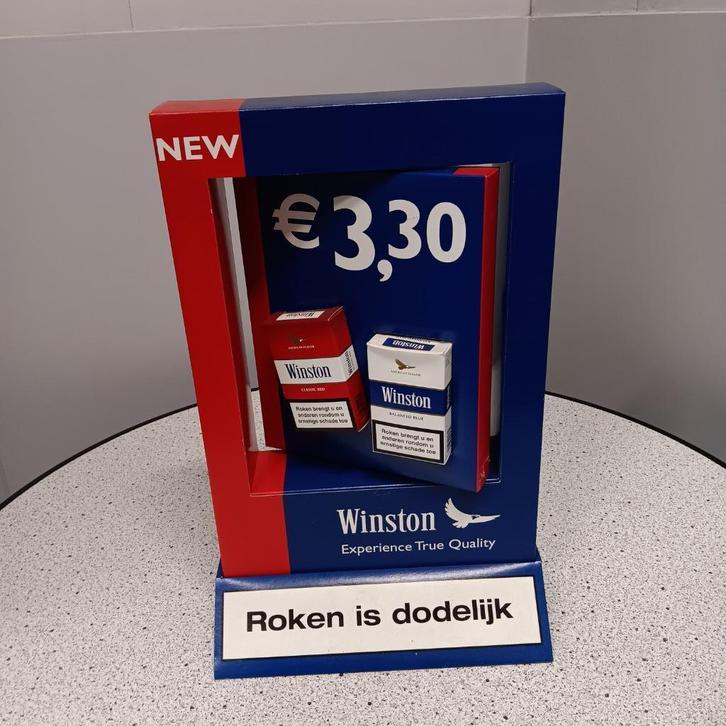 NEW
€3,30
Winston
CLASSIC RED
Roken brengt u en
anderen rondom u
ernstige schade toe
Winston
Winston
BALANCED BLUE
Roken brengt u en
anderen rondom u
ernstige schade toe
Winston
Experience True Quality
Roken is dodelijk